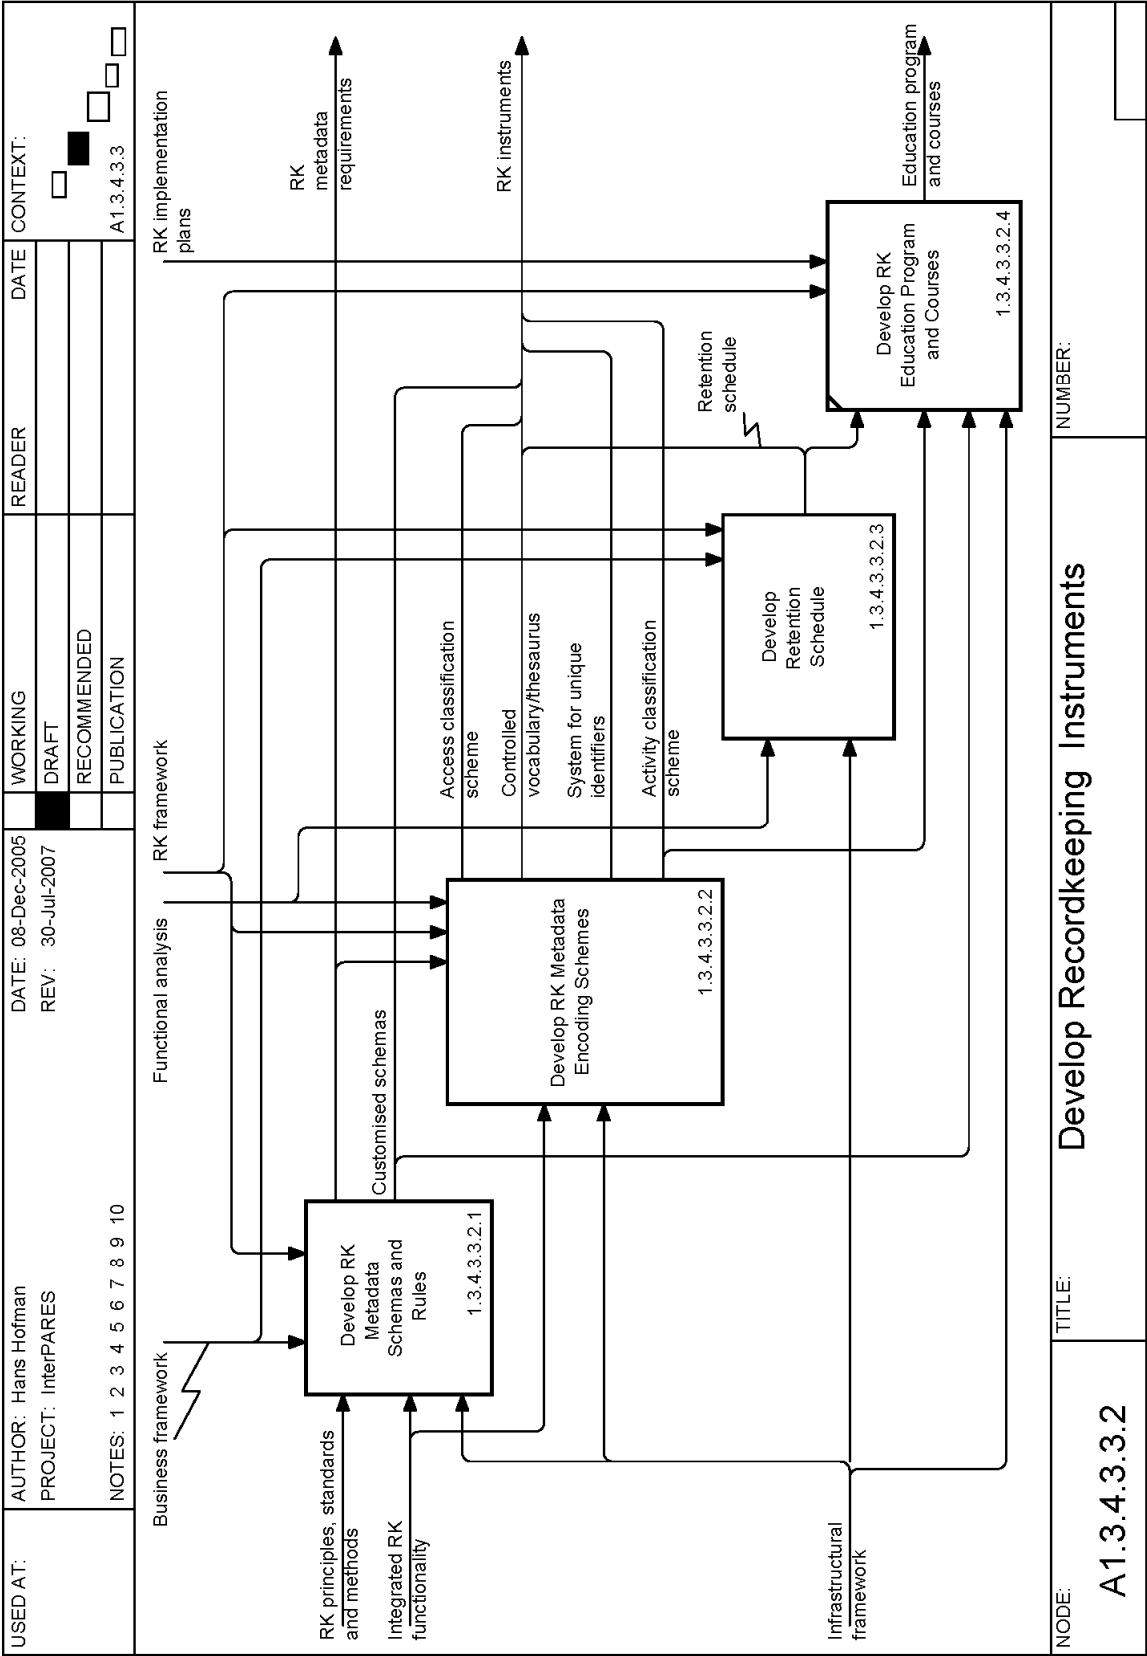 USED AT:
AUTHOR: Hans Hofman
PROJECT: InterPARES
NOTES: 1 2 3 4 5 6 7 8 9 10
DATE: 08-Dec-2005
REV: 30-Jul-2007
WORKING
DRAFT
RECOMMENDED
PUBLICATION
READER
DATE
CONTEXT:
A1.3.4.3.3
Business framework
Functional analysis
RK framework
RK implementation
plans
RK principles, standards
and methods
Integrated RK
functionality
Infrastructural
framework
Develop RK
Metadata
Schemas and
Rules
1.3.4.3.3.2.1
Customised schemas
Develop RK Metadata
Encoding Schemes
1.3.4.3.3.2.2
Access classification
scheme
Controlled
vocabulary/thesaurus
System for unique
identifiers
Activity classification
scheme
Develop
Retention
Schedule
1.3.4.3.3.2.3
Retention
schedule
Develop RK
Education Program
and Courses
1.3.4.3.3.2.4
RK
metadata
requirements
RK instruments
Education program
and courses
NODE:
A1.3.4.3.3.2
TITLE:
Develop Recordkeeping Instruments
NUMBER: